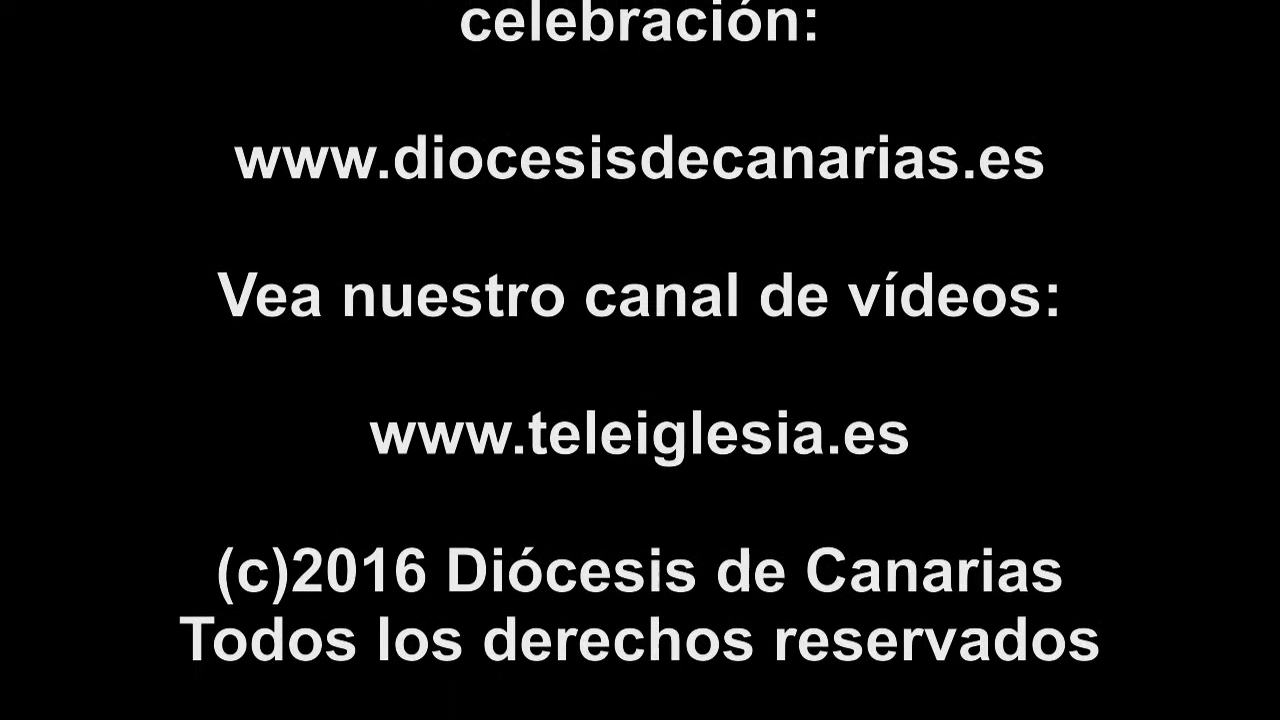 celebración:
www.diocesisdecanarias.es
Vea nuestro canal de vídeos:
www.teleiglesia.es
(c)2016 Diócesis de Canarias
Todos los derechos reservados